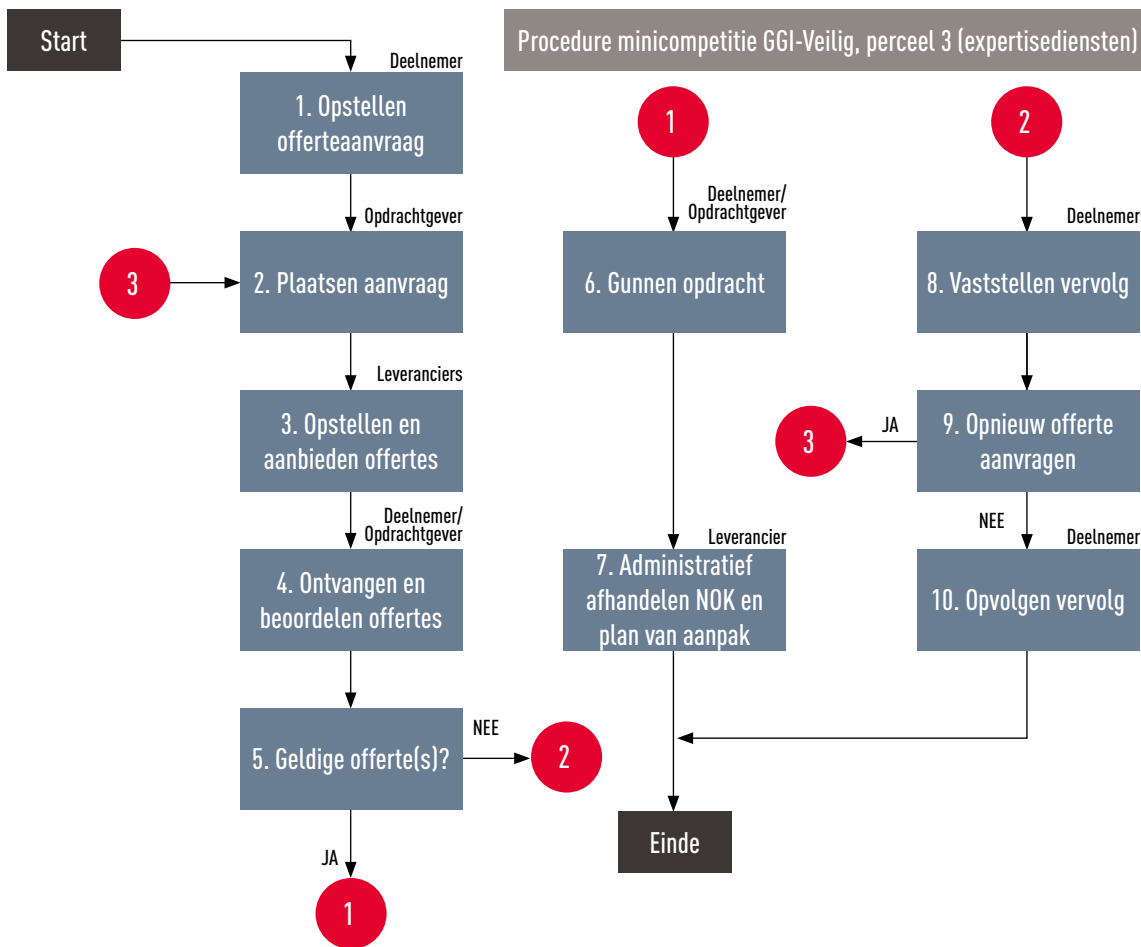 Start
Procedure minicompetitie GGI-Veilig, perceel 3 (expertisediensten)
Deelnemer
1. Opstellen
offerteaanvraag
Opdrachtgever
3
2. Plaatsen aanvraag
Leveranciers
3. Opstellen en
aanbieden offertes
Deelnemer/
Opdrachtgever
4. Ontvangen en
beoordelen offertes
5. Geldige offerte(s)?
NEE
2
JA
1
1
Deelnemer/
Opdrachtgever
6. Gunnen opdracht
Leverancier
7. Administratief
afhandelen NOK en
plan van aanpak
Einde
2
Deelnemer
8. Vaststellen vervolg
9. Opnieuw offerte
aanvragen
JA
3
NEE
Deelnemer
10. Opvolgen vervolg